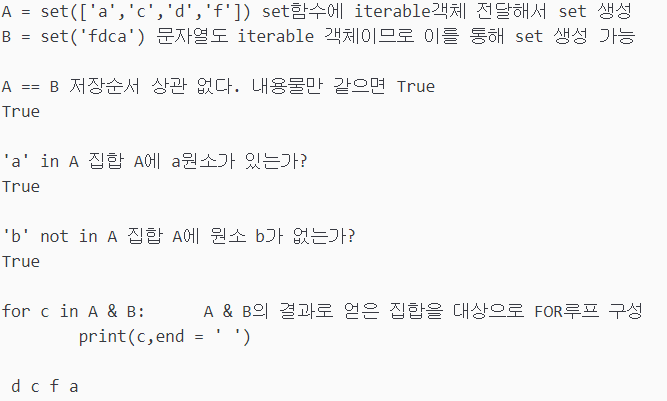 A = set(['a','c','d','f']) set함수에 iterable객체 전달해서 set 생성
B = set('fdca') 문자열도 iterable 객체이므로 이를 통해 set 생성 가능
A == B 저장순서 상관 없다. 내용물만 같으면 True
True
'a' in A 집합 A에 a원소가 있는가?
True
'b' not in A 집합 A에 원소 b가 없는가?
True
for c in A & B:      A & B의 결과로 얻은 집합을 대상으로 FOR루프 구성
        print(c,end = ' ')
d c f a